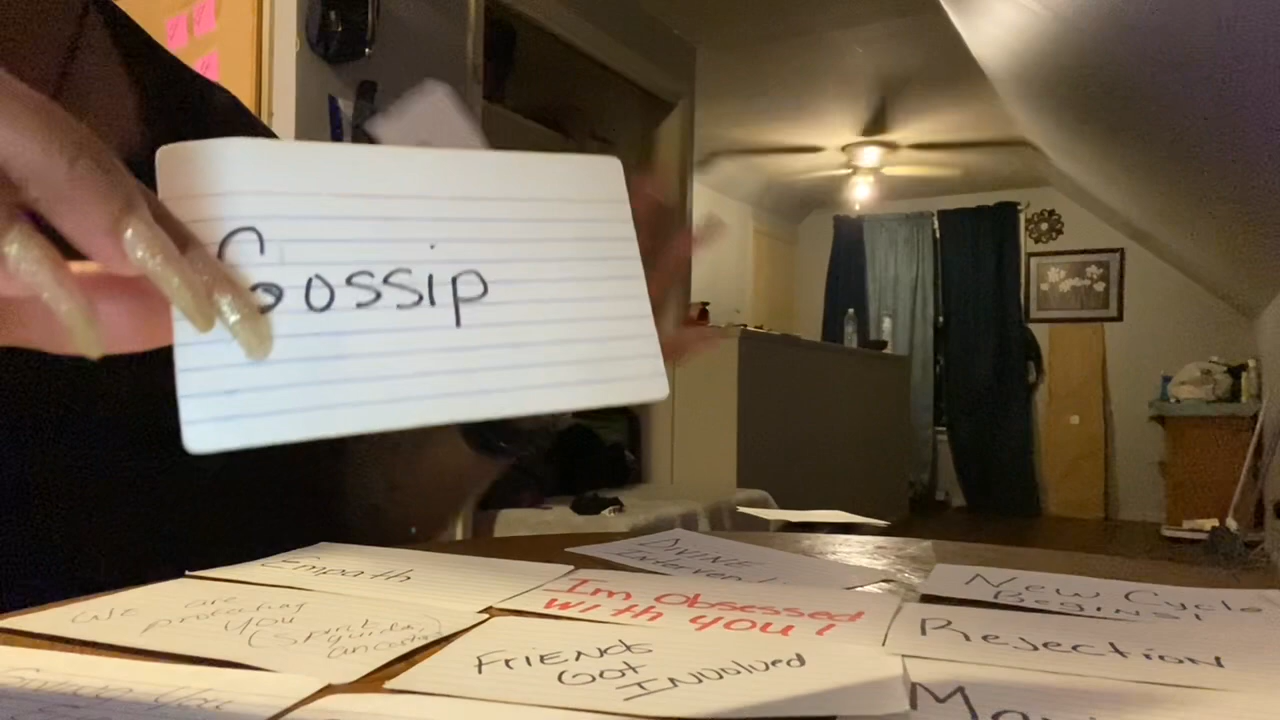 Gossip
Empath
DIVINE
I'm Obsessed
with you!
New Cycle
Begins!
We are
protecting
you
(spirit
guides,
ancestors)
FRIENDS
Got
Involved
Rejection
you